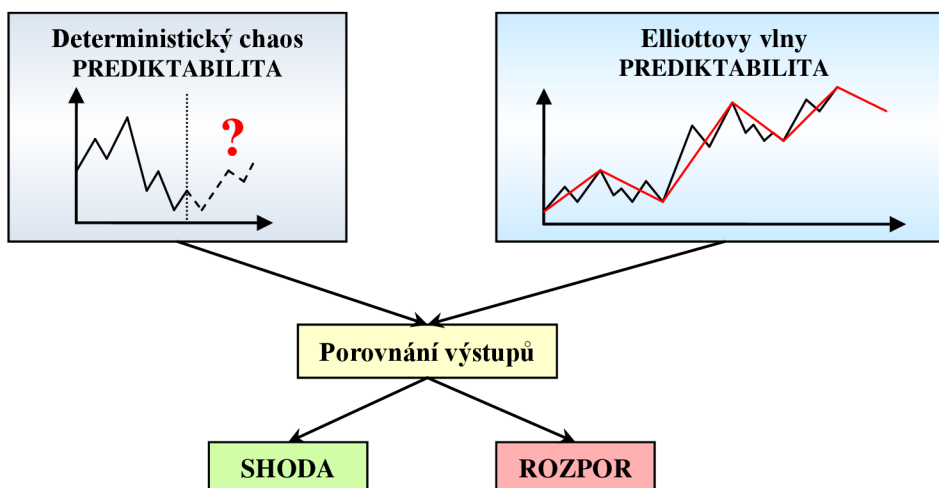 Deterministický chaos
PREDIKTABILITA
?
Elliottovy vlny
PREDIKTABILITA
Porovnání výstupů
SHODA
ROZPOR